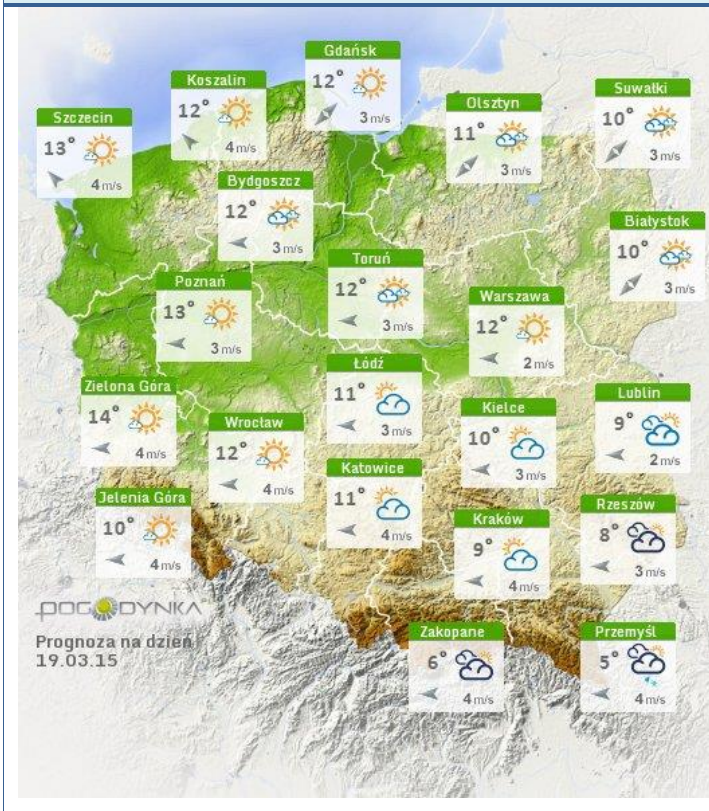 Gdańsk
12°
3 m/s
Koszalin
12°
4 m/s
Olsztyn
11°
3 m/s
Suwałki
10°
3 m/s
Szczecin
13°
4 m/s
Bydgoszcz
12°
3 m/s
Białystok
10°
3 m/s
Toruń
12°
3 m/s
Poznań
13°
3 m/s
Warszawa
12°
2 m/s
Łódź
11°
3 m/s
Zielona Góra
14°
4 m/s
Lublin
9°
2 m/s
Kielce
10°
3 m/s
Wrocław
12°
4 m/s
Katowice
11°
4 m/s
Jelenia Góra
10°
4 m/s
Rzeszów
8°
3 m/s
Kraków
9°
4 m/s
POGODYNKA
Prognoza na dzień
19.03.15
Zakopane
6°
4 m/s
Przemyśl
5°
4 m/s